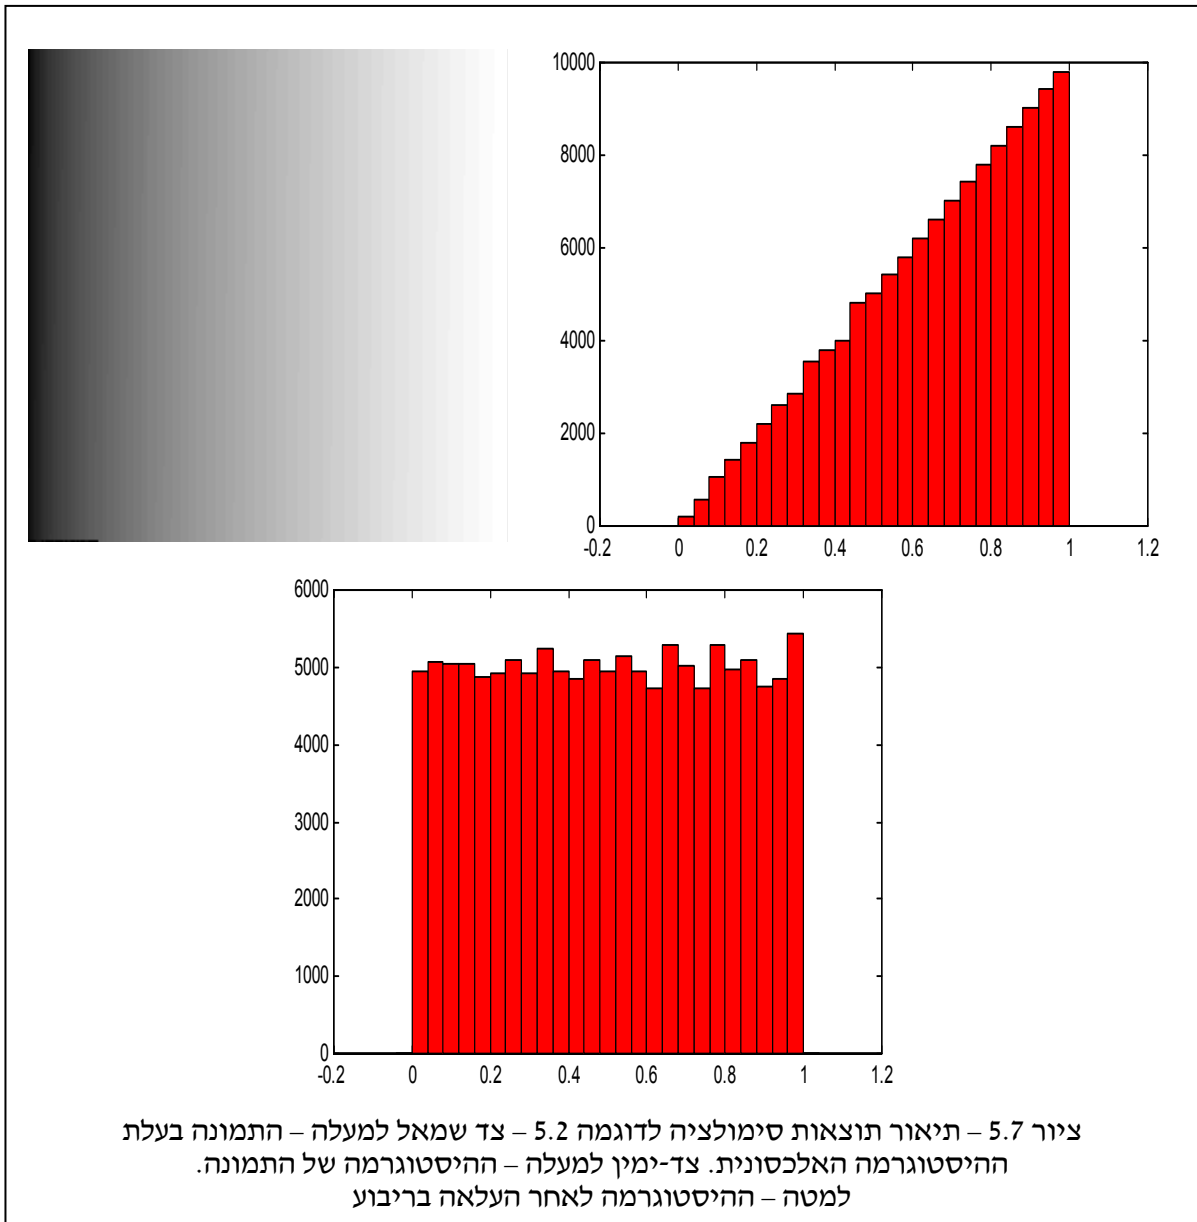 10000
8000
6000
4000
2000
0
-0.2 0 0.2 0.4 0.6 0.8 1 1.2
6000
5000
4000
3000
2000
1000
0
-0.2 0 0.2 0.4 0.6 0.8 1 1.2
ציור 5.7 – תיאור תוצאות סימולציה לדוגמה 5.2 – צד שמאל למעלה – התמונה בעלת
ההיסטוגרמה האלכסונית. צד-ימין למעלה – ההיסטוגרמה של התמונה.
למטה – ההיסטוגרמה לאחר העלאה בריבוע